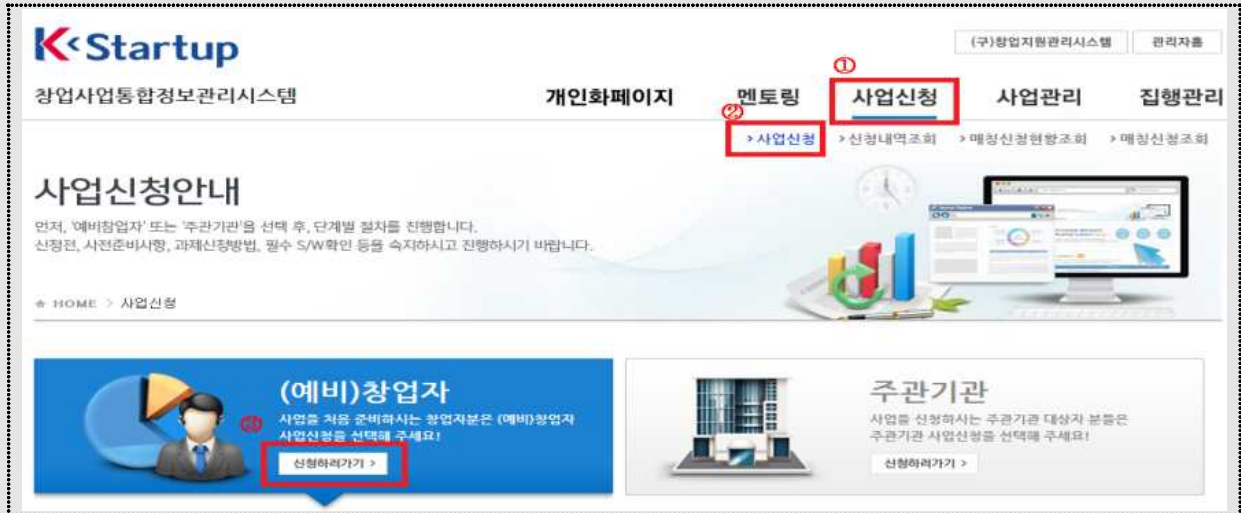 K Startup
(구)창업지원관리시스템 관리자홈
①
창업사업통합정보관리시스템 개인화페이지 멘토링 사업신청 사업관리 집행관리
②
›사업신청 ›신청내역조회 ›매칭신청현황조회 ›매칭신청조회
사업신청안내
먼저, '예비창업자' 또는 '주관기관'을 선택 후, 단계별 절차를 진행합니다.
신청전, 사전준비사항, 과제신청방법, 필수 S/W확인 등을 숙지하시고 진행하시기 바랍니다.
HOME > 사업신청
(예비)창업자
사업을 처음 준비하시는 창업자분은 (예비)창업자
③ 사업신청을 선택해 주세요!
신청하러가기 >
주관기관
사업을 신청하시는 주관기관 대상자 분들은
주관기관 사업신청을 선택해 주세요!
신청하러가기 >